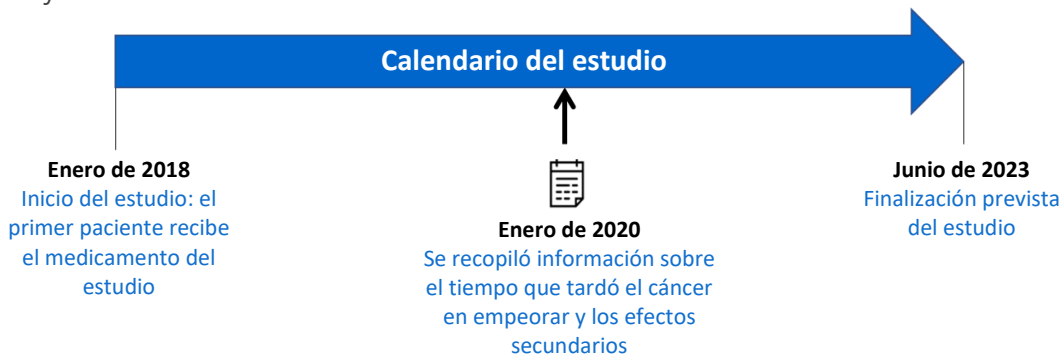 Calendario del estudio
Enero de 2018
Inicio del estudio: el
primer paciente recibe
el medicamento del
estudio
Enero de 2020
Se recopiló información sobre
el tiempo que tardó el cáncer
en empeorar y los efectos
secundarios
Junio de 2023
Finalización prevista
del estudio